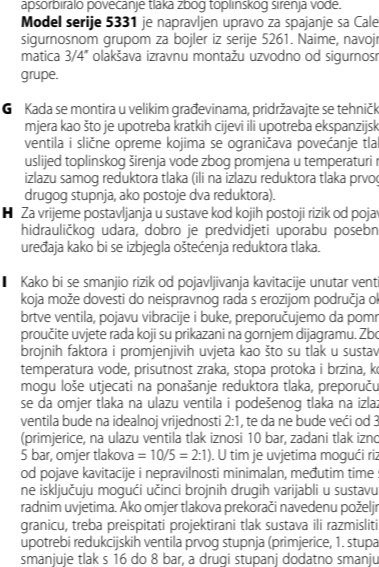 apsorbiralo povećanje tlaka zbog toplinskog širenja vode.
Model serije 5331 je napravljen upravo za spajanje sa Cale
sigurnosnom grupom za bojler iz serije 5261. Naime, navojn
matica 3/4” olakšava izravnu montažu uzvodno od sigurnosn
grupe.
G Kada se montira u velikim građevinama, pridržavajte se tehničk
mjera kao što je upotreba kratkih cijevi ili upotreba ekspanzijsk
ventila i slične opreme kojima se ograničava povećanje tlak
uslijed toplinskog širenja vode zbog promjena u temperaturi n
izlazu samog reduktora tlaka (ili na izlazu reduktora tlaka prvog
drugog stupnja, ako postoje dva reduktora).
H Za vrijeme postavljanja u sustave kod kojih postoji rizik od pojav
hidrauličkog udara, dobro je predvidjeti uporabu posebn
uređaja kako bi se izbjegla oštećenja reduktora tlaka.
I Kako bi se smanjio rizik od pojavljivanja kavitacije unutar venti
koja može dovesti do neispravnog rada s erozijom područja ok
brtve ventila, pojavu vibracije i buke, preporučujemo da pomn
proučite uvjete rada koji su prikazani na gornjem dijagramu. Zbo
brojnih faktora i promjenjivih uvjeta kao što su tlak u sustav
temperatura vode, prisutnost zraka, stopa protoka i brzina, ko
mogu loše utjecati na ponašanje reduktora tlaka, preporuču
se da omjer tlaka na ulazu ventila i podešenog tlaka na izlaz
ventila bude na idealnoj vrijednosti 2:1, te da ne bude veći od 3
(primjerice, na ulazu ventila tlak iznosi 10 bar, zadani tlak izno
5 bar, omjer tlakova = 10/5 = 2:1). U tim je uvjetima mogući riz
od pojave kavitacije i nepravilnosti minimalan, međutim time s
ne isključuju mogući učinci brojnih drugih varijabli u sustavu
radnim uvjetima. Ako omjer tlakova prekorači navedenu poželjn
granicu, treba preispitati projektirani tlak sustava ili razmisliti
upotrebi redukcijskih ventila prvog stupnja (primjerice, 1. stupa
smanjuje tlak s 16 do 8 bar, a drugi stupanj dodatno smanju